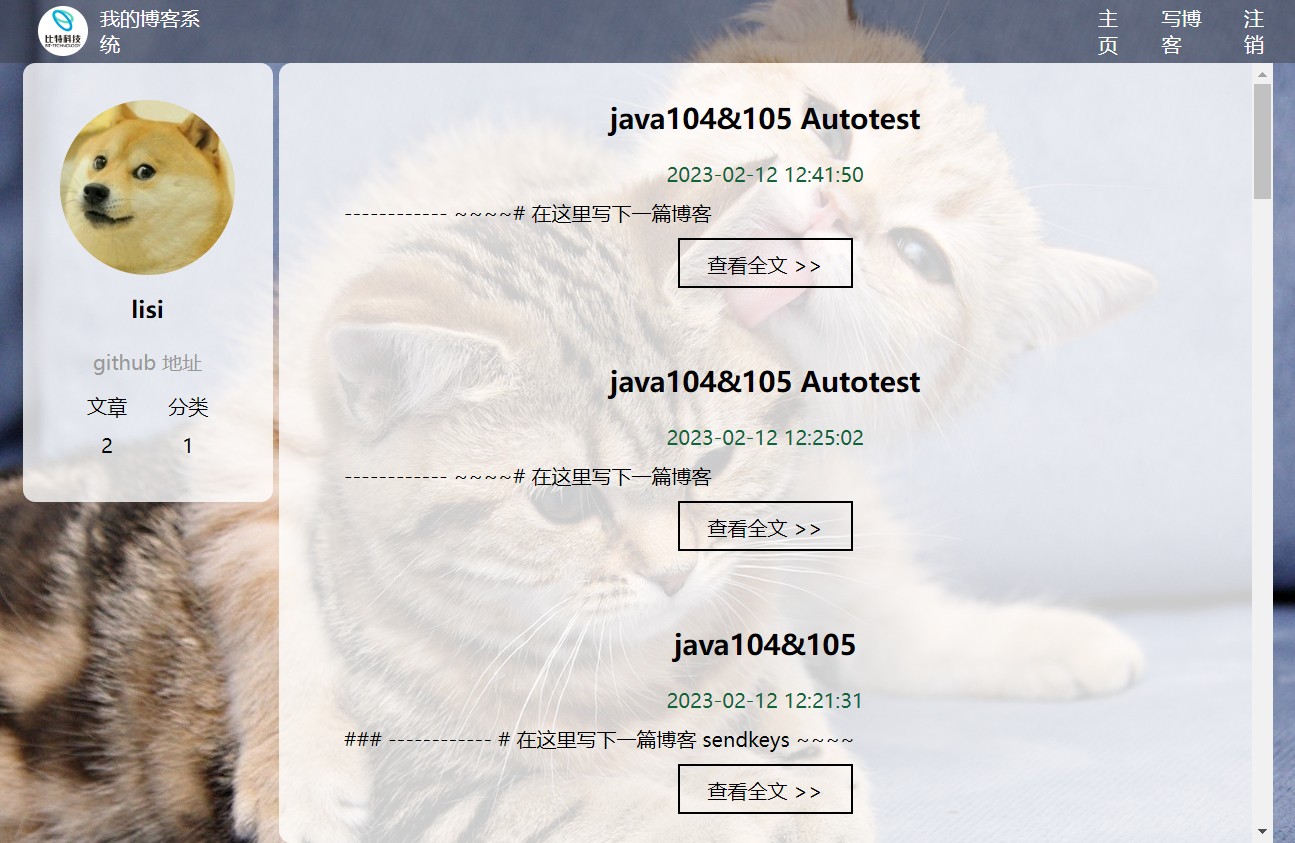 比特科技
BIT-TECHNOLOGY
我的博客系
统
主
页
写博
客
注
销
lisi
github 地址
文章 分类
2 1
java104&105 Autotest
2023-02-12 12:41:50
------------ ~~~~# 在这里写下一篇博客
查看全文 >>
java104&105 Autotest
2023-02-12 12:25:02
------------ ~~~~# 在这里写下一篇博客
查看全文 >>
java104&105
2023-02-12 12:21:31
### ------------ # 在这里写下一篇博客 sendkeys ~~~~
查看全文 >>